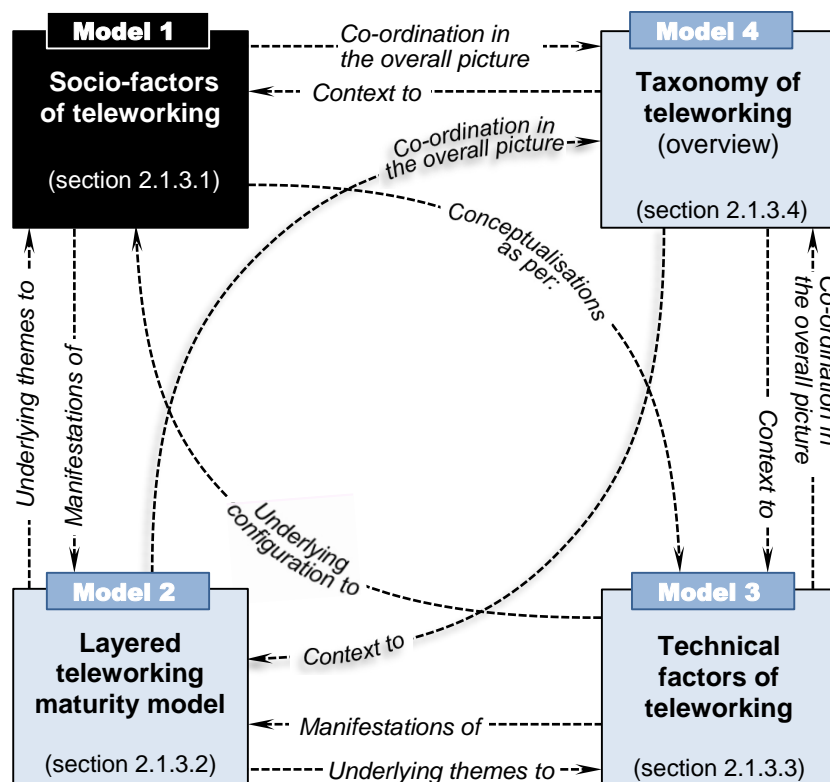 Model 1
Socio-factors
of teleworking
(section 2.1.3.1)
Co-ordination in
the overall picture
Context to
Model 4
Taxonomy of
teleworking
(overview)
(section 2.1.3.4)
Co-ordination in
the overall picture
Conceptualisations
as per:
Underlying themes to
Manifestations of
Context to
Co-ordination in
the overall picture
Underlying
configuration to
Context to
Model 2
Layered
teleworking
maturity model
(section 2.1.3.2)
Manifestations of
Underlying themes to
Model 3
Technical
factors of
teleworking
(section 2.1.3.3)